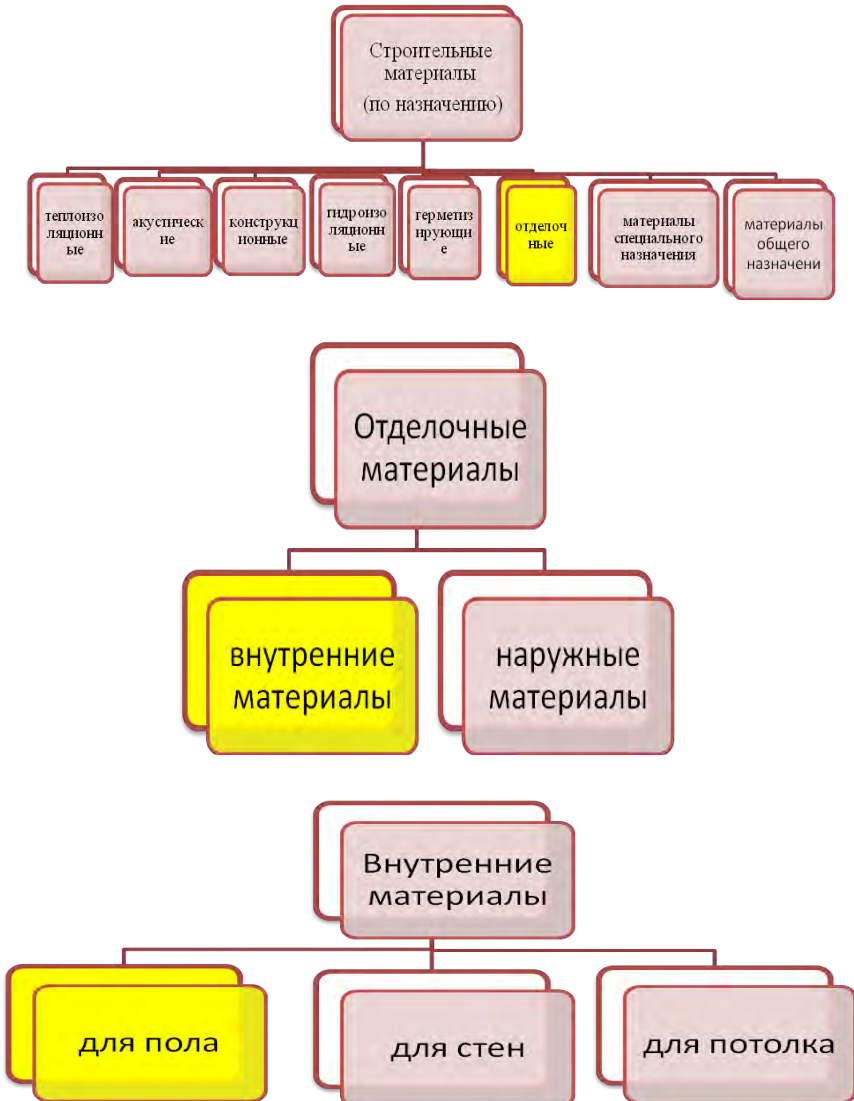 Строительные
материалы
(по назначению)
теплоизо
ляционн
ые
акустическ
ие
конструкц
ионные
гидроизо
ляционн
ые
герметиз
ирующи
е
отделоч
ные
материалы
специального
назначения
материалы
общего
назначени
Отделочные
материалы
внутренние
материалы
наружные
материалы
Внутренние
материалы
для пола
для стен
для потолка